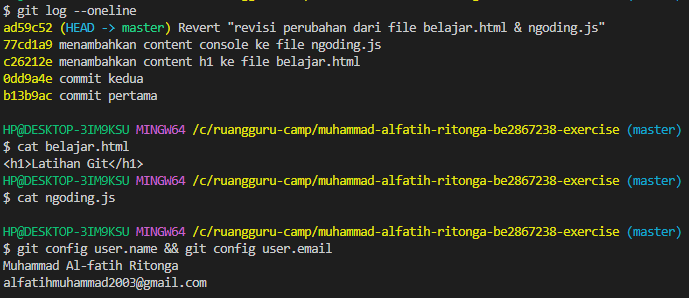 $ git log --oneline
ad59c52 (HEAD -> master) Revert "revisi perubahan dari file belajar.html & ngoding.js"
77cd1a9 menambahkan content console ke file ngoding.js
c26212e menambahkan content h1 ke file belajar.html
0dd9a4e commit kedua
b13b9ac commit pertama
HP@DESKTOP-3IM9KSU MINGW64 /c/ruangguru-camp/muhammad-alfatih-ritonga-be2867238-exercise (master)
$ cat belajar.html
<h1>Latihan Git</h1>
HP@DESKTOP-3IM9KSU MINGW64 /c/ruangguru-camp/muhammad-alfatih-ritonga-be2867238-exercise (master)
$ cat ngoding.js
HP@DESKTOP-3IM9KSU MINGW64 /c/ruangguru-camp/muhammad-alfatih-ritonga-be2867238-exercise (master)
$ git config user.name && git config user.email
Muhammad Al-fatih Ritonga
alfatihmuhammad2003@gmail.com